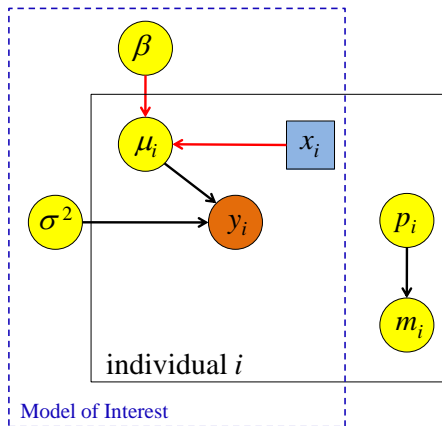 β
μᵢ
xᵢ
σ²
yᵢ
pᵢ
mᵢ
individual i
Model of Interest